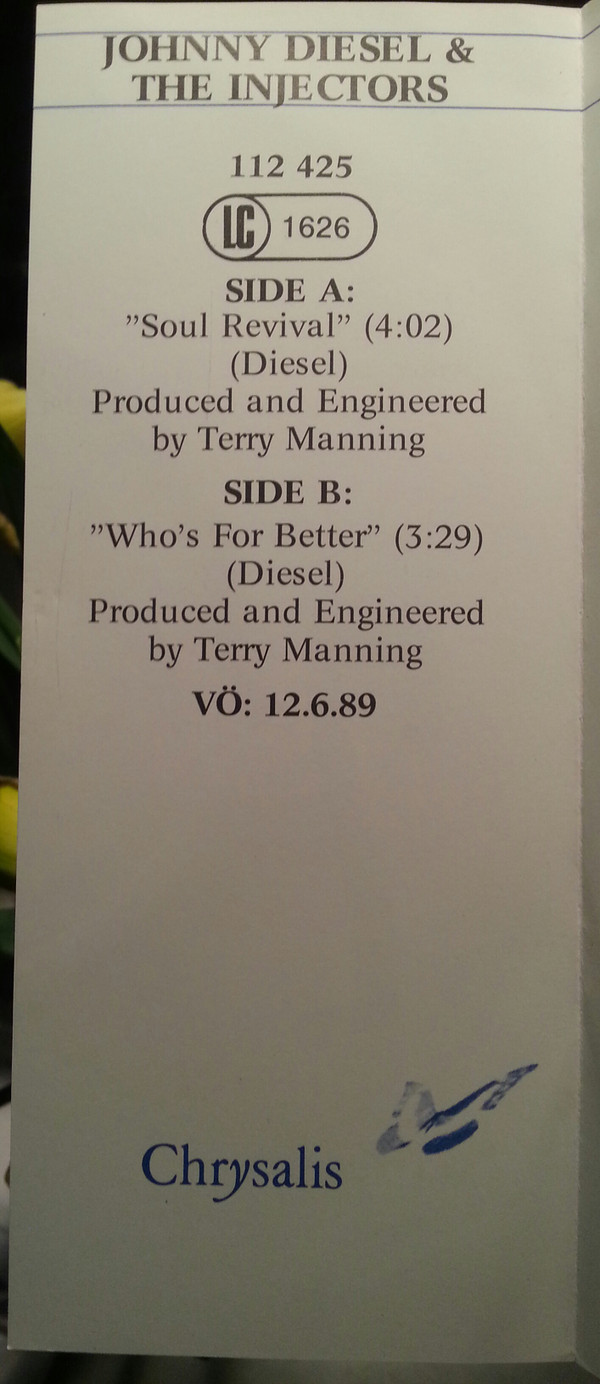 JOHNNY DIESEL &
THE INJECTORS
112 425
LC 1626
SIDE A:
”Soul Revival” (4:02)
(Diesel)
Produced and Engineered
by Terry Manning
SIDE B:
”Who's For Better” (3:29)
(Diesel)
Produced and Engineered
by Terry Manning
VÖ: 12.6.89
Chrysalis